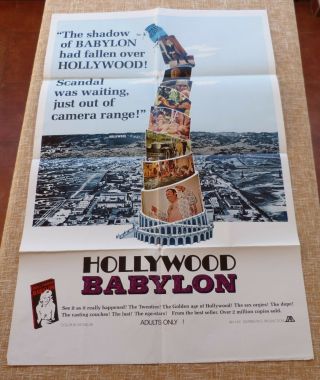 "The shadow
of BABYLON
had fallen over
HOLLYWOOD!
Scandal
was waiting,
just out of
camera range!"
HOLLYWOOD
BABYLON
See it as it really happened! The Twenties! The Golden age of Hollywood! The sex orgies! The dope!
The casting couches! The lust! The ego-stars! From the best seller. Over 2 million copies sold.
ADULTS ONLY